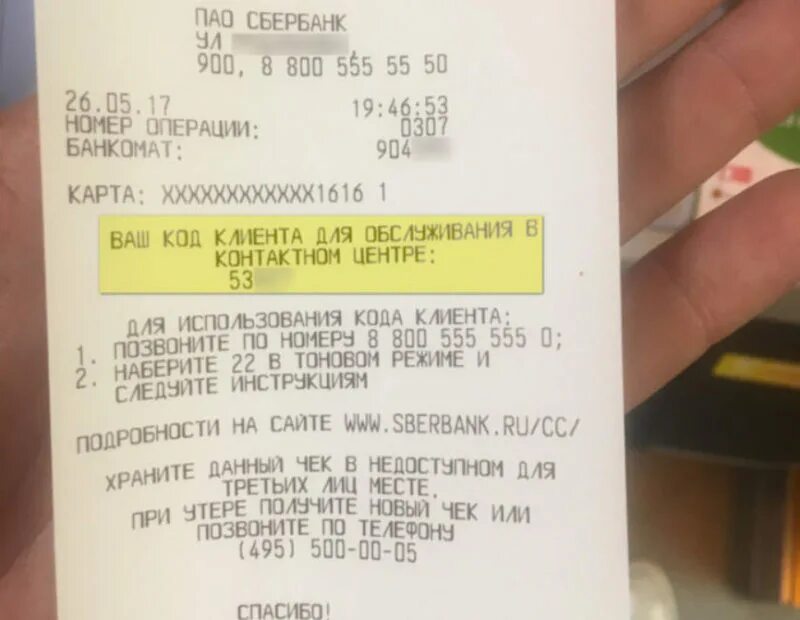 ПАО СБЕРБАНК
УЛ
900, 8 800 555 55 50
26.05.17 19:46:53
НОМЕР ОПЕРАЦИИ: 0307
БАНКОМАТ: 904
КАРТА: XXXXXXXXXXXX1616 1
ВАШ КОД КЛИЕНТА ДЛЯ ОБСЛУЖИВАНИЯ В
КОНТАКТНОМ ЦЕНТРЕ:
53
ДЛЯ ИСПОЛЬЗОВАНИЯ КОДА КЛИЕНТА:
1. ПОЗВОНИТЕ ПО НОМЕРУ 8 800 555 555 0;
2. НАБЕРИТЕ 22 В ТОНОВОМ РЕЖИМЕ И
СЛЕДУЙТЕ ИНСТРУКЦИЯМ
ПОДРОБНОСТИ НА САЙТЕ WWW.SBERBANK.RU/CC/
ХРАНИТЕ ДАННЫЙ ЧЕК В НЕДОСТУПНОМ ДЛЯ
ТРЕТЬИХ ЛИЦ МЕСТЕ.
ПРИ УТЕРЕ ПОЛУЧИТЕ НОВЫЙ ЧЕК ИЛИ
ПОЗВОНИТЕ ПО ТЕЛЕФОНУ
(495) 500-00-05
СПАСИБО!